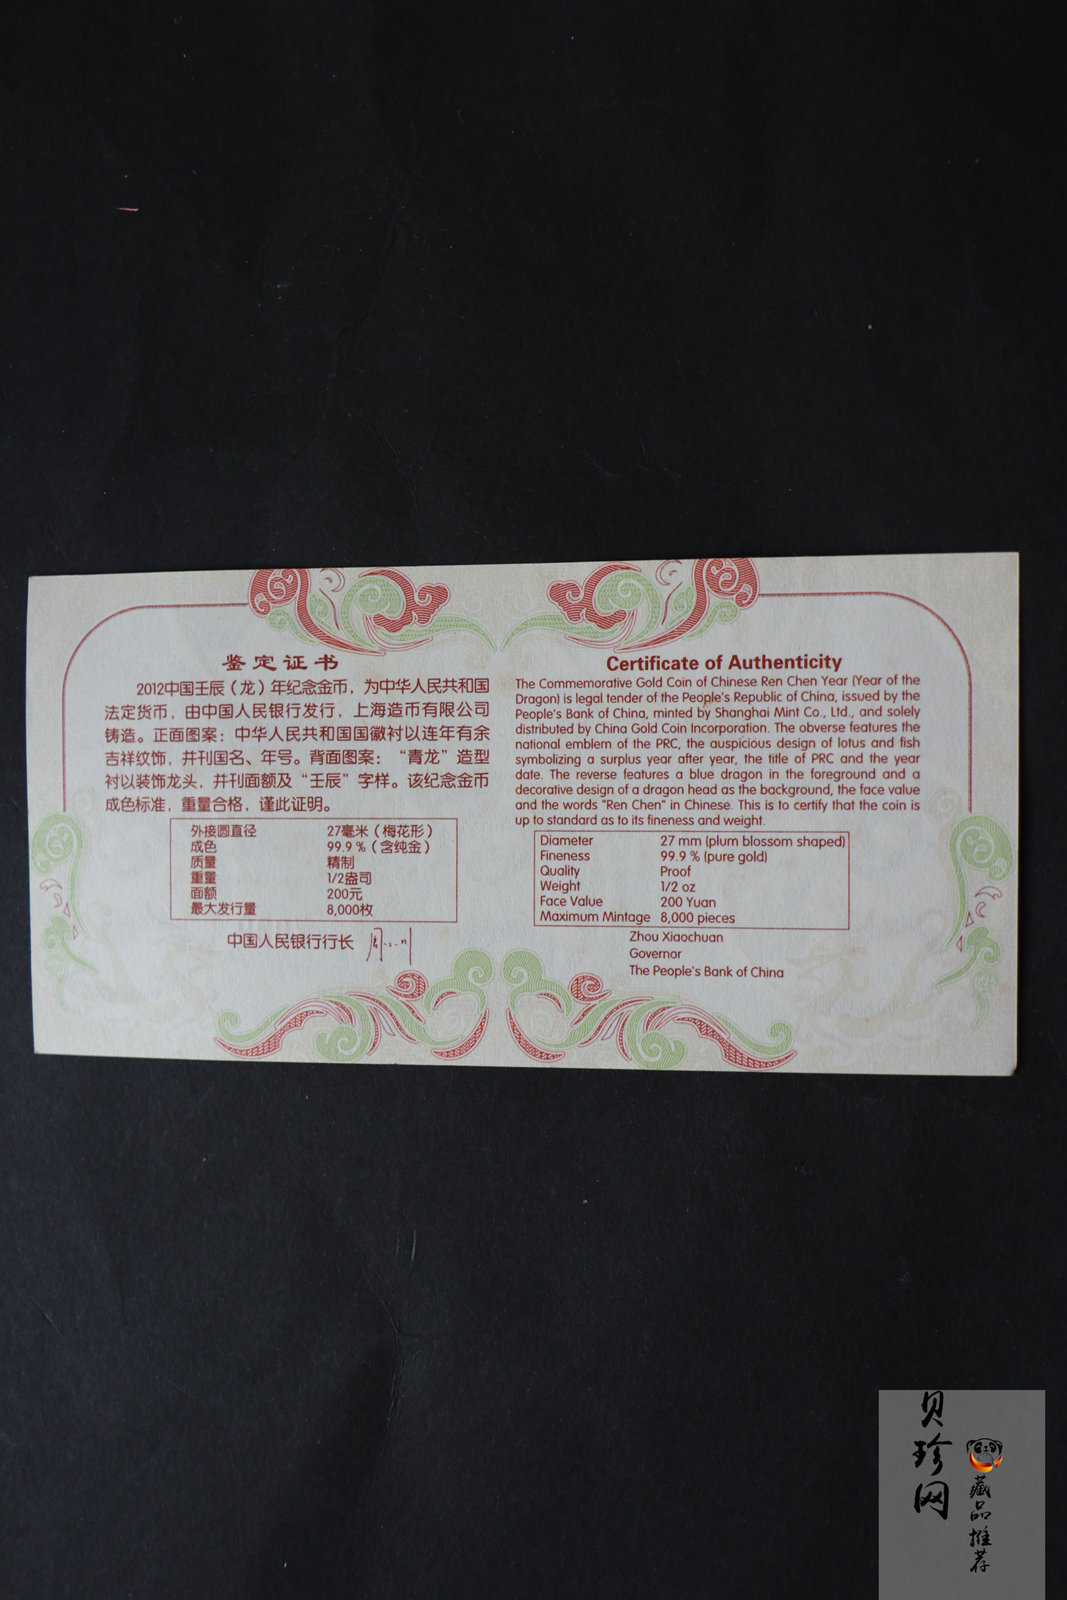 鉴定证书
2012中国壬辰（龙）年纪念金币，为中华人民共和国
法定货币，由中国人民银行发行，上海造币有限公司
铸造。正面图案：中华人民共和国国徽衬以连年有余
吉祥纹饰，并刊国名、年号。背面图案：“青龙”造型
衬以装饰龙头，并刊面额及“壬辰”字样。该纪念金币
成色标准，重量合格，谨此证明。
外接圆直径 27毫米（梅花形）
成色 99.9%（含纯金）
质量 精制
重量 1/2盎司
面额 200元
最大发行量 8,000枚
中国人民银行行长 周小川
Certificate of Authenticity
The Commemorative Gold Coin of Chinese Ren Chen Year (Year of the
Dragon) is legal tender of the People's Republic of China, issued by the
People's Bank of China, minted by Shanghai Mint Co., Ltd., and solely
distributed by China Gold Coin Incorporation. The obverse features the
national emblem of the PRC, the auspicious design of lotus and fish
symbolizing a surplus year after year, the title of PRC and the year
date. The reverse features a blue dragon in the foreground and a
decorative design of a dragon head as the background, the face value
and the words "Ren Chen" in Chinese. This is to certify that the coin is
up to standard as to its fineness and weight.
Diameter 27 mm (plum blossom shaped)
Fineness 99.9 % (pure gold)
Quality Proof
Weight 1/2 oz
Face Value 200 Yuan
Maximum Mintage 8,000 pieces
Zhou Xiaochuan
Governor
The People's Bank of China
贝珍网
藏品推荐